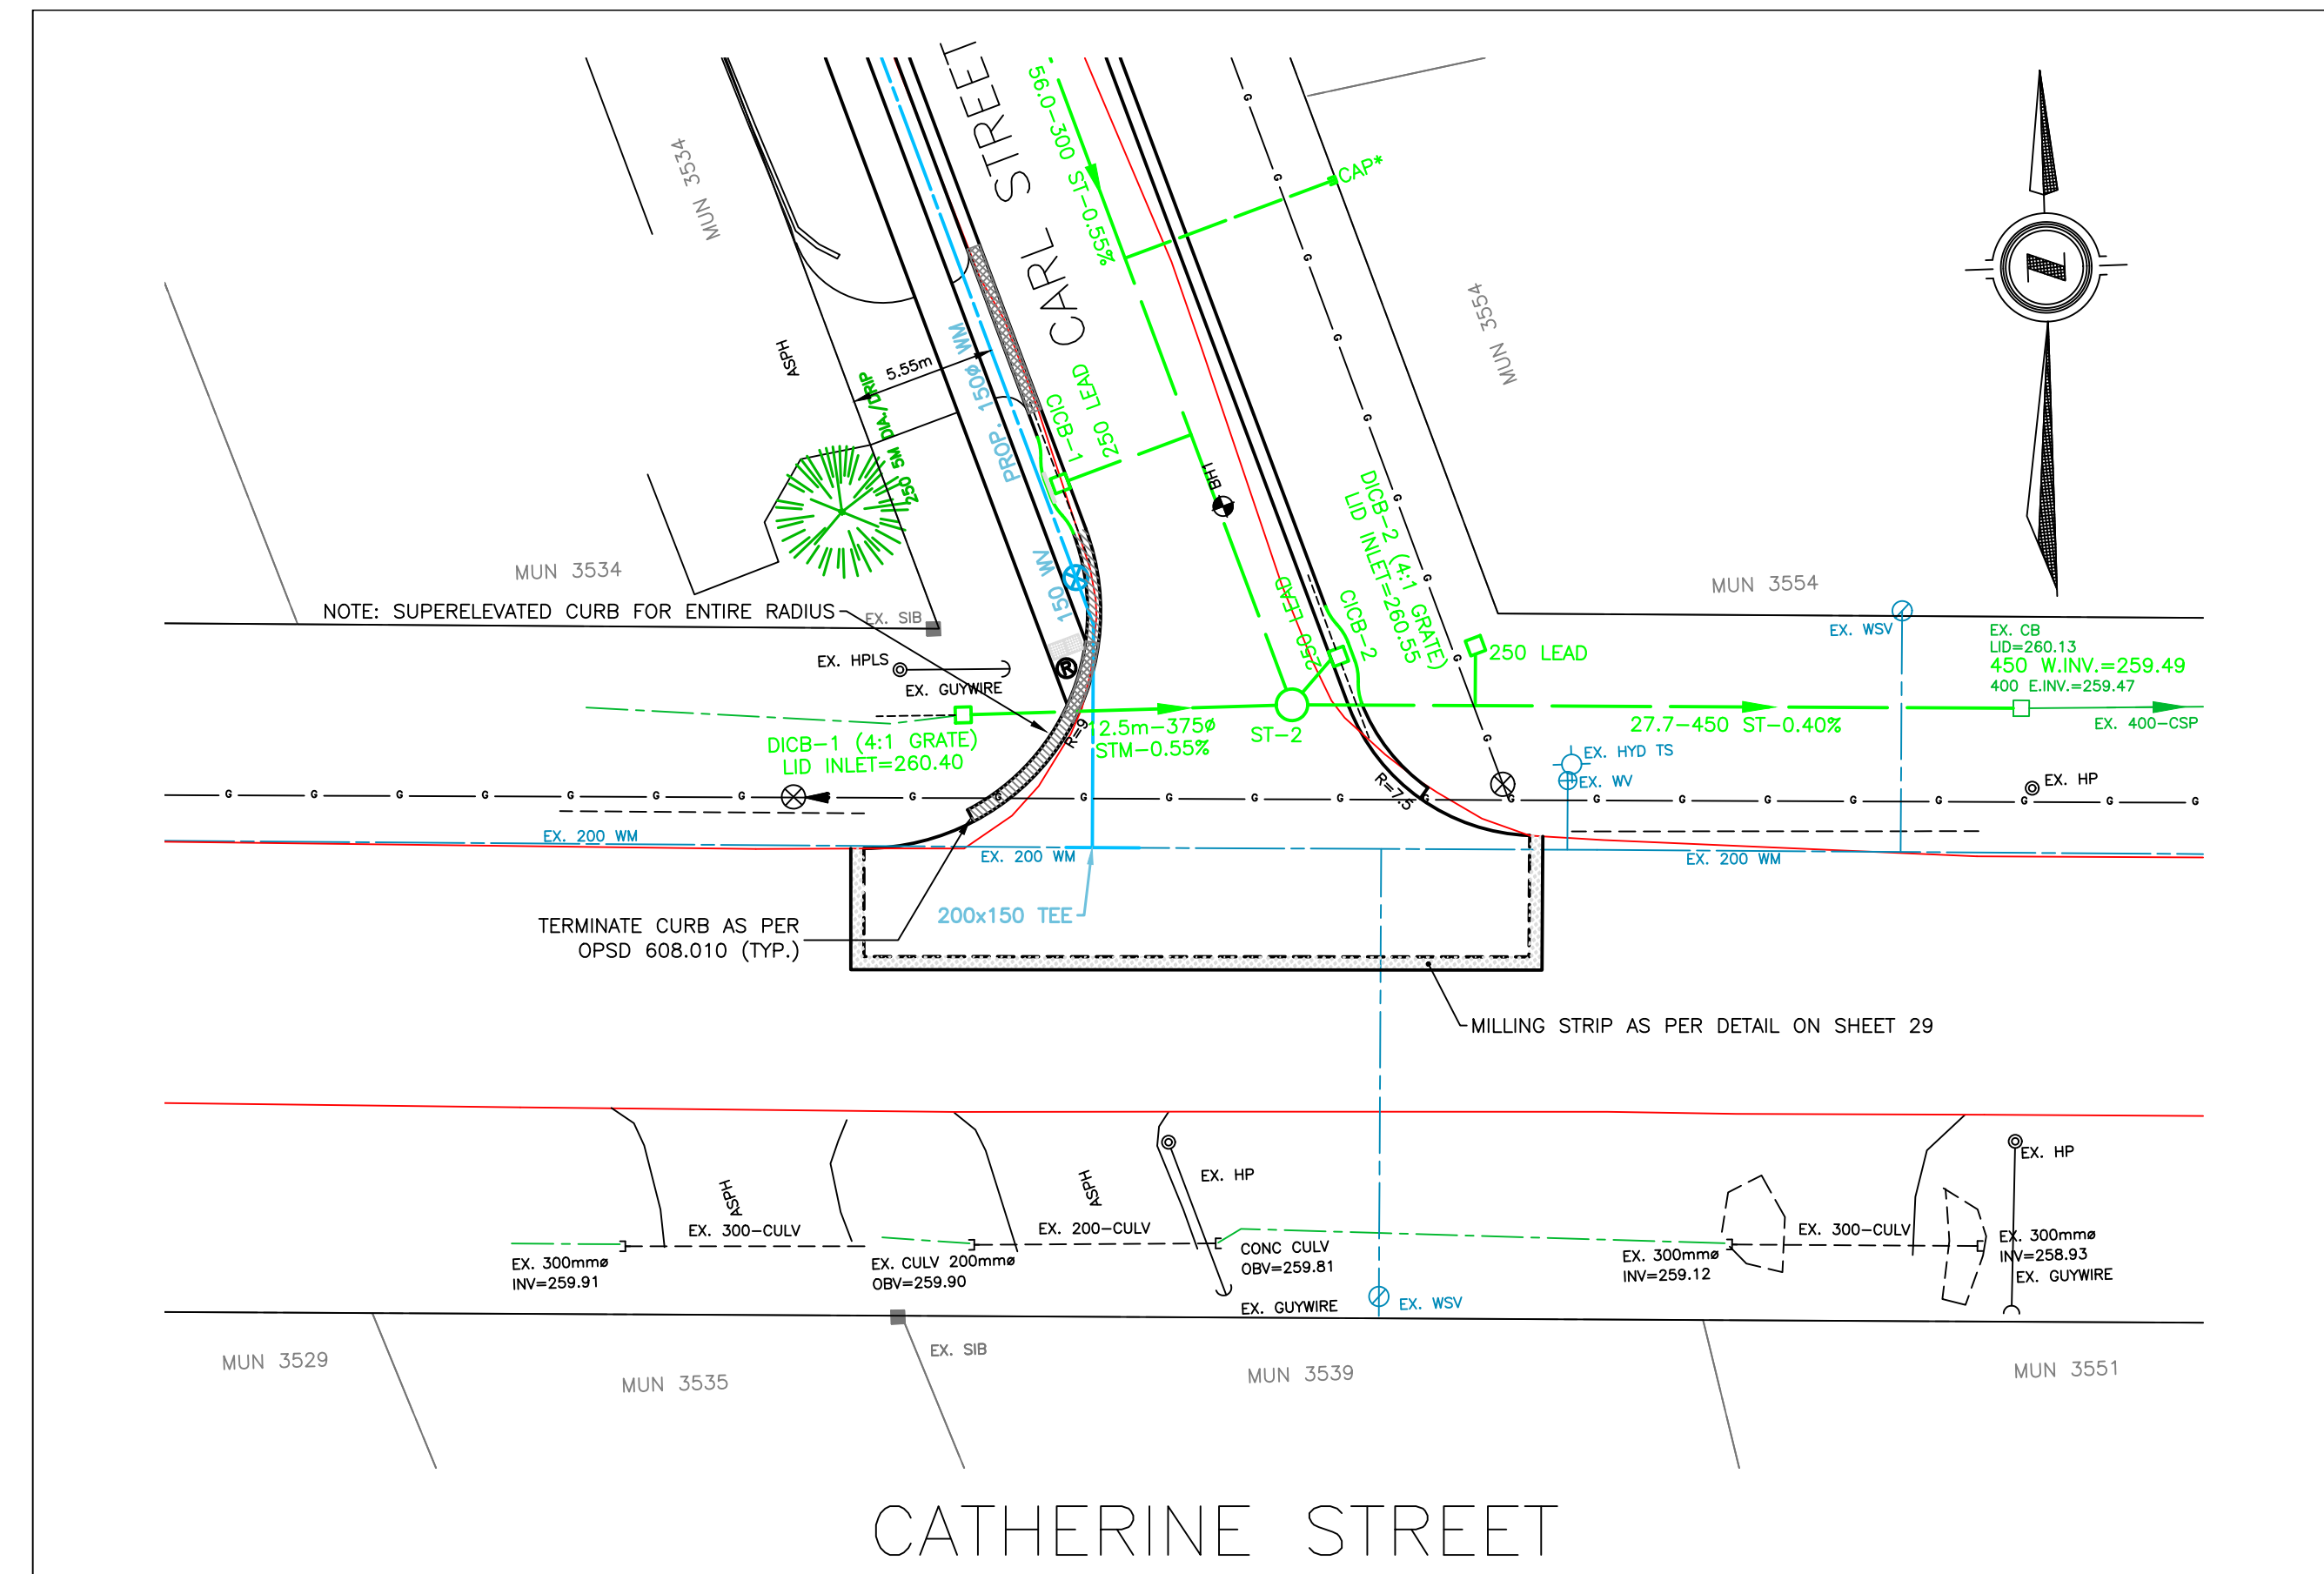 CARL STREET
56.0-300 ST-0.55%
CAP*
MUN 3534
MUN 3554
ASPH
5.55m
250 5M DIA./DRIP
PROP. 150ø WM
CICB-1
250 LEAD
BH1
DICB-2 (4:1 GRATE)
LID INLET=260.55
MUN 3534
NOTE: SUPERELEVATED CURB FOR ENTIRE RADIUS
EX. SIB
150 WV
250 LEAD
CICB-2
MUN 3554
EX. WSV
EX. CB
LID=260.13
450 W.INV.=259.49
400 E.INV.=259.47
EX. 400-CSP
EX. HPLS
EX. GUYWIRE
R
250 LEAD
DICB-1 (4:1 GRATE)
LID INLET=260.40
R=9
12.5m-375ø
STM-0.55%
ST-2
27.7-450 ST-0.40%
EX. HYD TS
EX. WV
EX. HP
R=7.5
G G G G G G G G G G G G G G G G G G G G G G G G
EX. 200 WM
EX. 200 WM
EX. 200 WM
200x150 TEE
TERMINATE CURB AS PER
OPSD 608.010 (TYP.)
MILLING STRIP AS PER DETAIL ON SHEET 29
ASPH
ASPH
EX. HP
EX. HP
EX. 300-CULV
EX. 200-CULV
EX. 300-CULV
EX. 300mmø
INV=259.91
EX. CULV 200mmø
OBV=259.90
CONC CULV
OBV=259.81
EX. 300mmø
INV=259.12
EX. 300mmø
INV=258.93
EX. GUYWIRE
EX. GUYWIRE
EX. WSV
EX. SIB
MUN 3529
MUN 3535
MUN 3539
MUN 3551
CATHERINE STREET